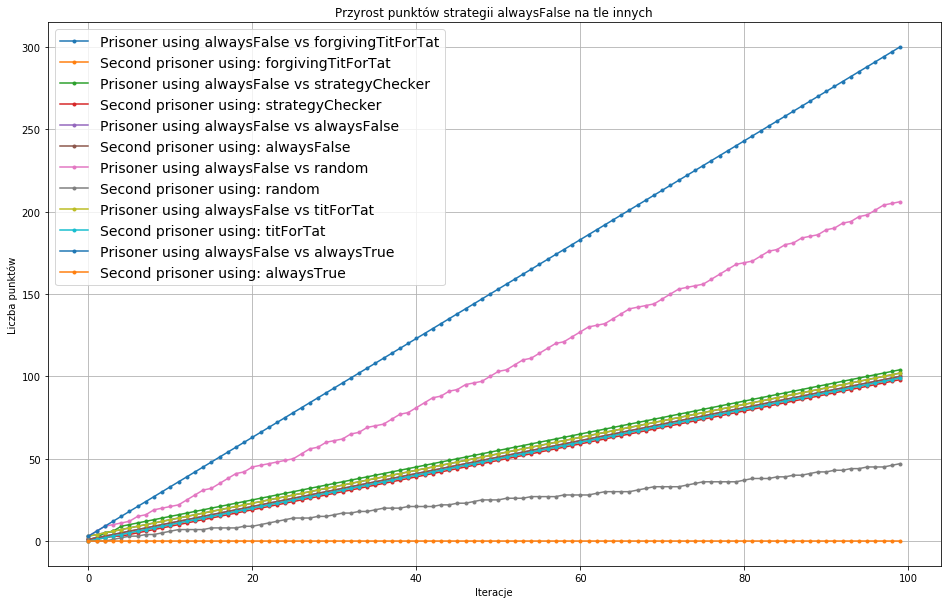 Przyrost punktów strategii alwaysFalse na tle innych
Prisoner using alwaysFalse vs forgivingTitForTat
Second prisoner using: forgivingTitForTat
Prisoner using alwaysFalse vs strategyChecker
Second prisoner using: strategyChecker
Prisoner using alwaysFalse vs alwaysFalse
Second prisoner using: alwaysFalse
Prisoner using alwaysFalse vs random
Second prisoner using: random
Prisoner using alwaysFalse vs titForTat
Second prisoner using: titForTat
Prisoner using alwaysFalse vs alwaysTrue
Second prisoner using: alwaysTrue
Liczba punktów
300
250
200
150
100
50
0
0 20 40 60 80 100
Iteracje